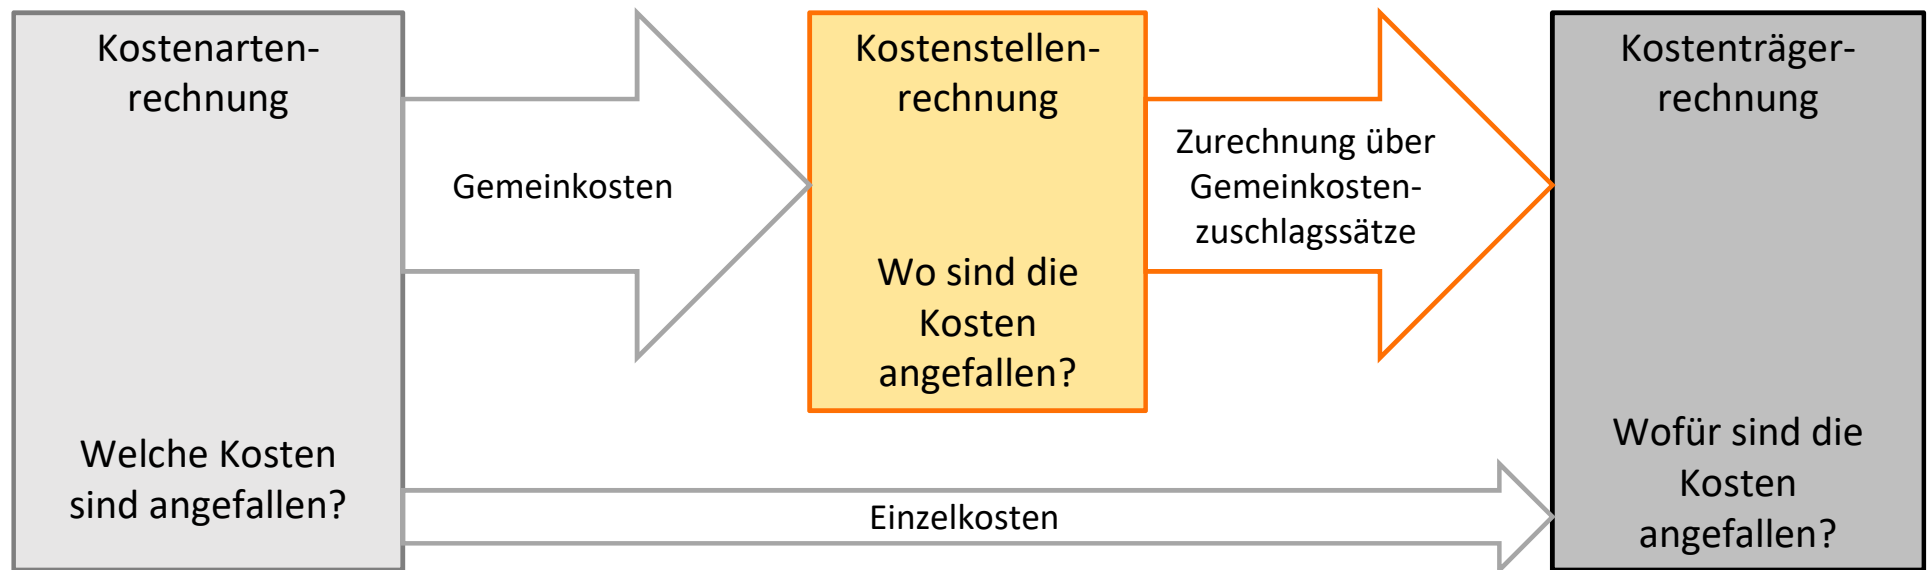 Kostenarten-
rechnung
Welche Kosten
sind angefallen?
Gemeinkosten
Kostenstellen-
rechnung
Wo sind die
Kosten
angefallen?
Zurechnung über
Gemeinkosten-
zuschlagssätze
Einzelkosten
Kostenträger-
rechnung
Wofür sind die
Kosten
angefallen?